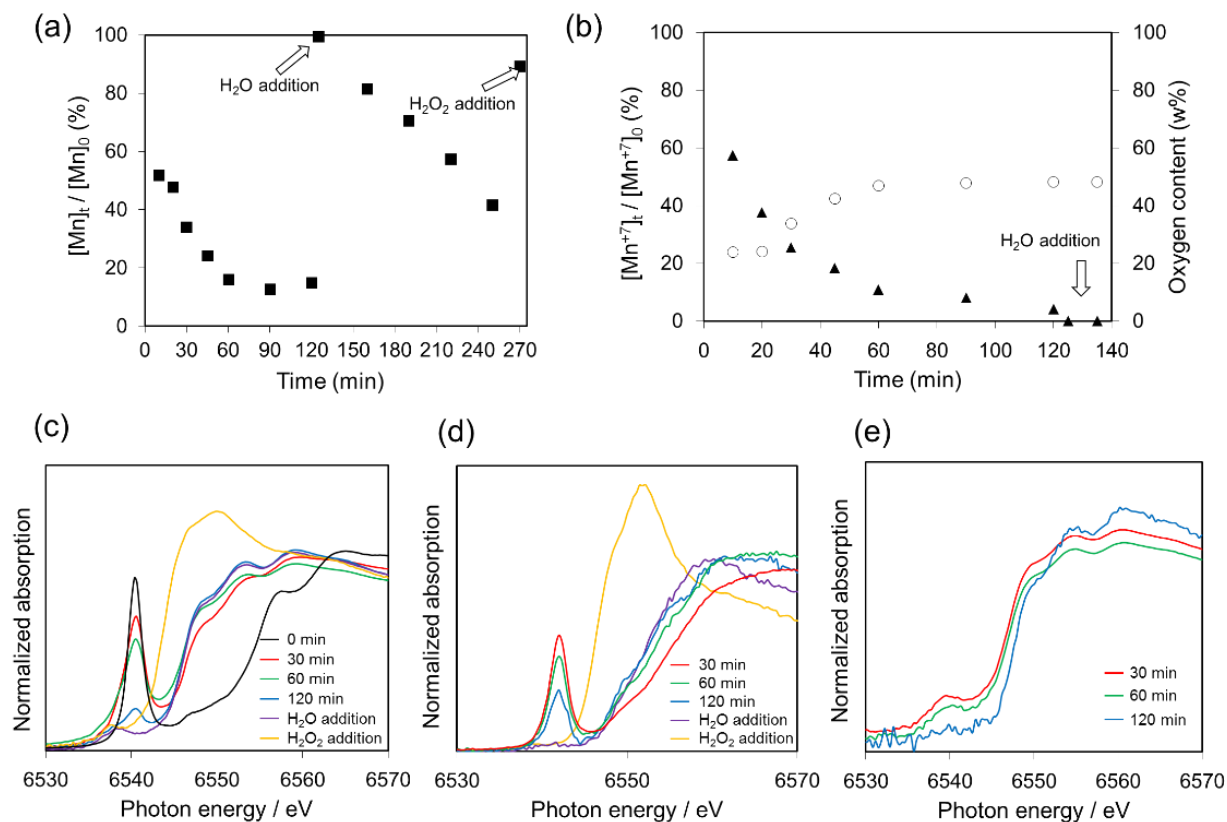 (a)
[Mn]t / [Mn]0 (%)
100
80
60
40
20
0
H2O addition
H2O2 addition
0 30 60 90 120 150 180 210 240 270
Time (min)
(b)
[Mn+7]t / [Mn+7]0 (%)
100
80
60
40
20
0
H2O addition
100
80
60
40
20
0
Oxygen content (w%)
0 20 40 60 80 100 120 140
Time (min)
(c)
Normalized absorption
0 min
30 min
60 min
120 min
H2O addition
H2O2 addition
6530 6540 6550 6560 6570
Photon energy / eV
(d)
Normalized absorption
30 min
60 min
120 min
H2O addition
H2O2 addition
6530 6550 6570
Photon energy / eV
(e)
Normalized absorption
30 min
60 min
120 min
6530 6540 6550 6560 6570
Photon energy / eV